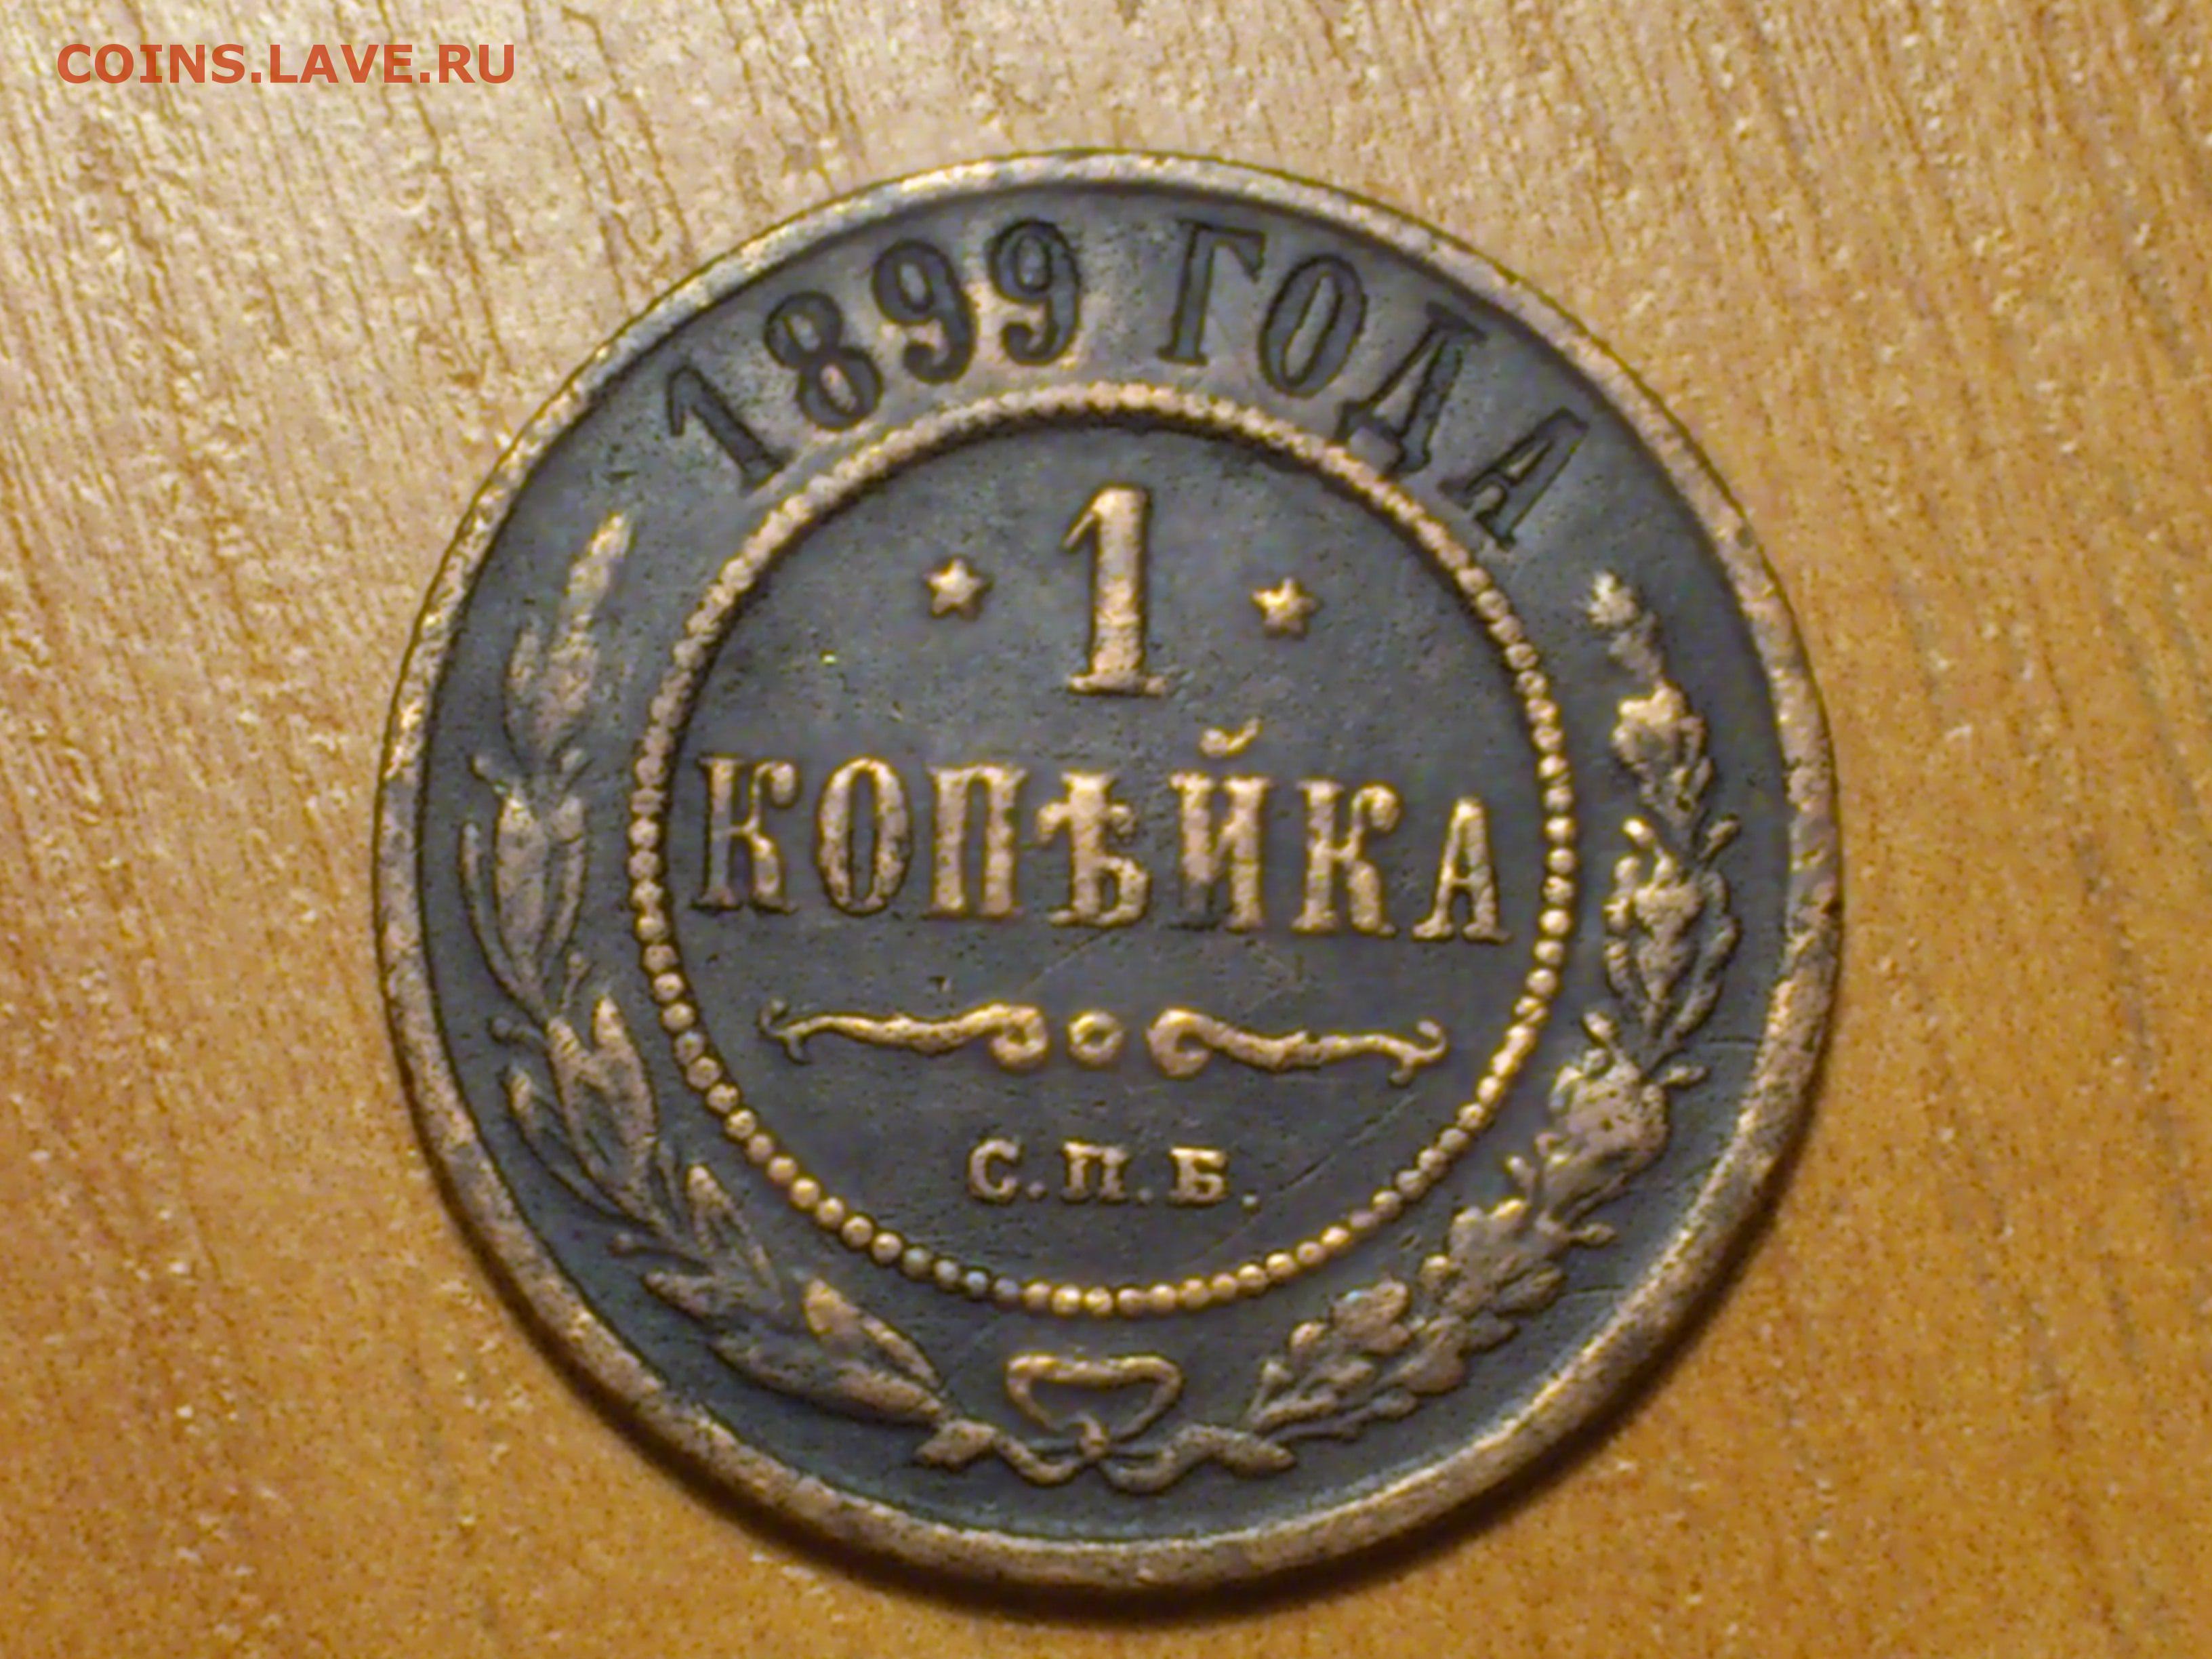 COINS.LAVE.RU
1899 ГОДА
1
КОПѢЙКА
С.П.Б.